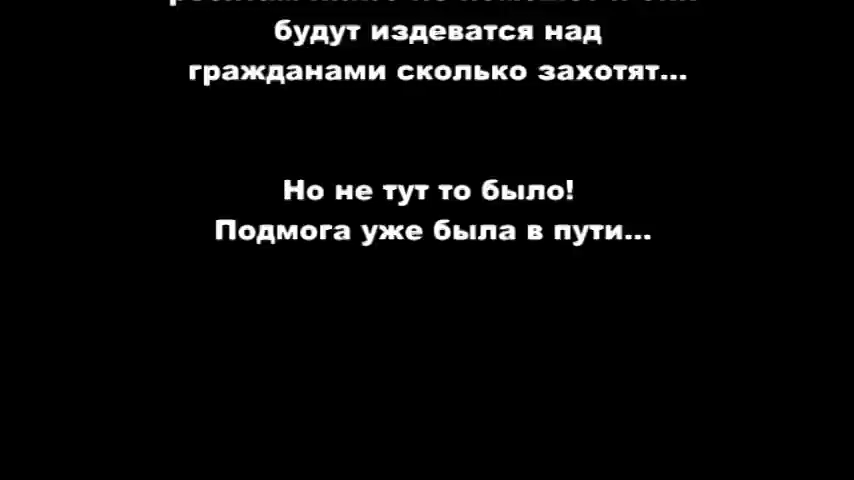 будут издеватся над
гражданами сколько захотят...
Но не тут то было!
Подмога уже была в пути...